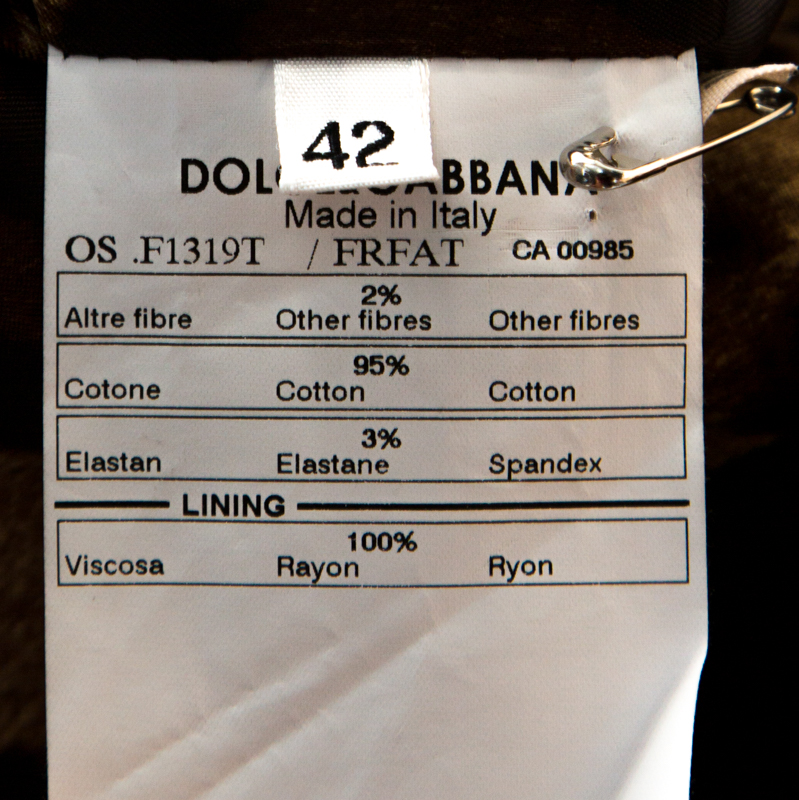 42
Made in Italy
OS .F1319T / FRFAT CA 00985
2%
Altre fibre Other fibres Other fibres
95%
Cotone Cotton Cotton
3%
Elastan Elastane Spandex
LINING
100%
Viscosa Rayon Ryon